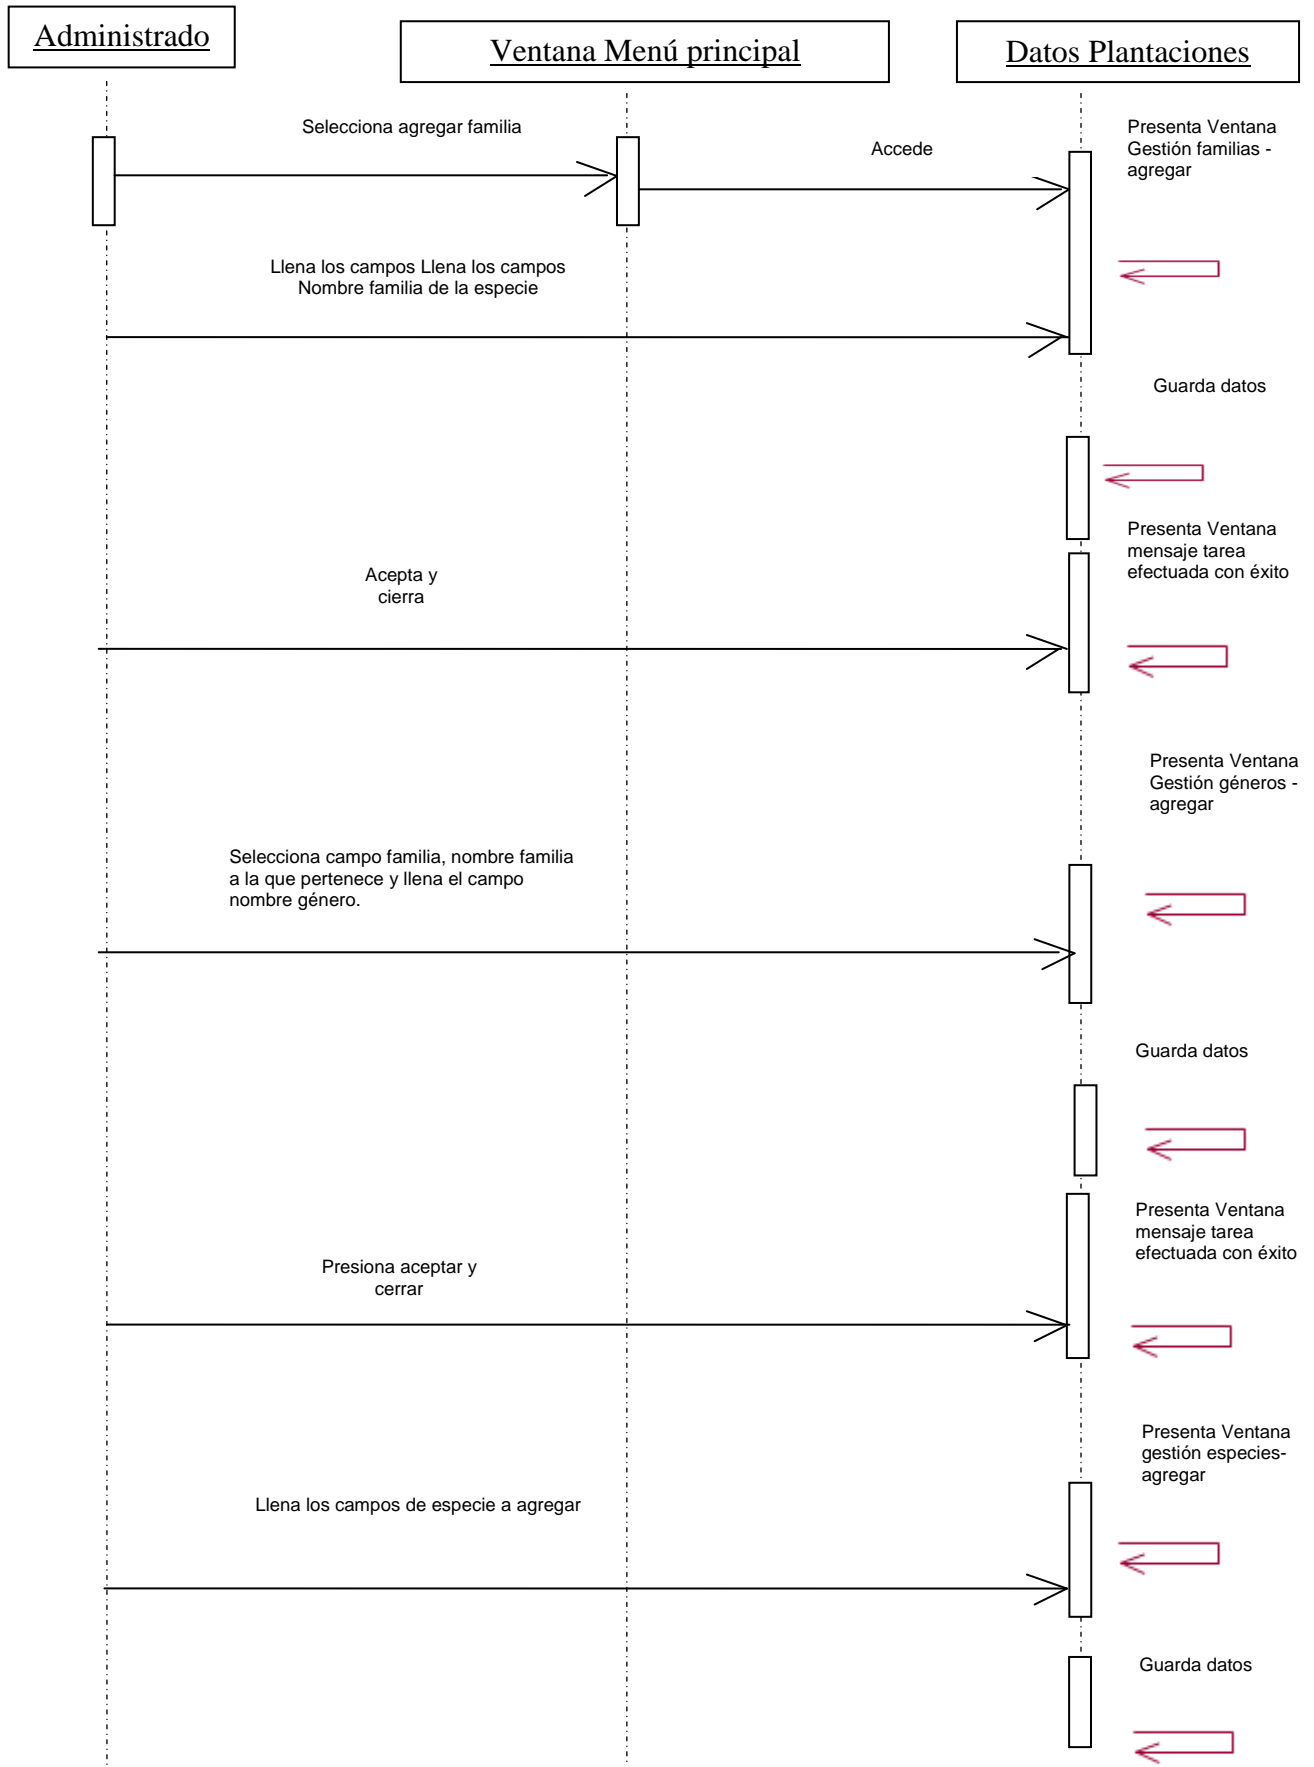 Administrado
Ventana Menú principal
Datos Plantaciones
Selecciona agregar familia
Accede
Presenta Ventana
Gestión familias -
agregar
Llena los campos Llena los campos
Nombre familia de la especie
Guarda datos
Presenta Ventana
mensaje tarea
efectuada con éxito
Acepta y
cierra
Presenta Ventana
Gestión géneros -
agregar
Selecciona campo familia, nombre familia
a la que pertenece y llena el campo
nombre género.
Guarda datos
Presenta Ventana
mensaje tarea
efectuada con éxito
Presiona aceptar y
cerrar
Presenta Ventana
gestión especies-
agregar
Llena los campos de especie a agregar
Guarda datos